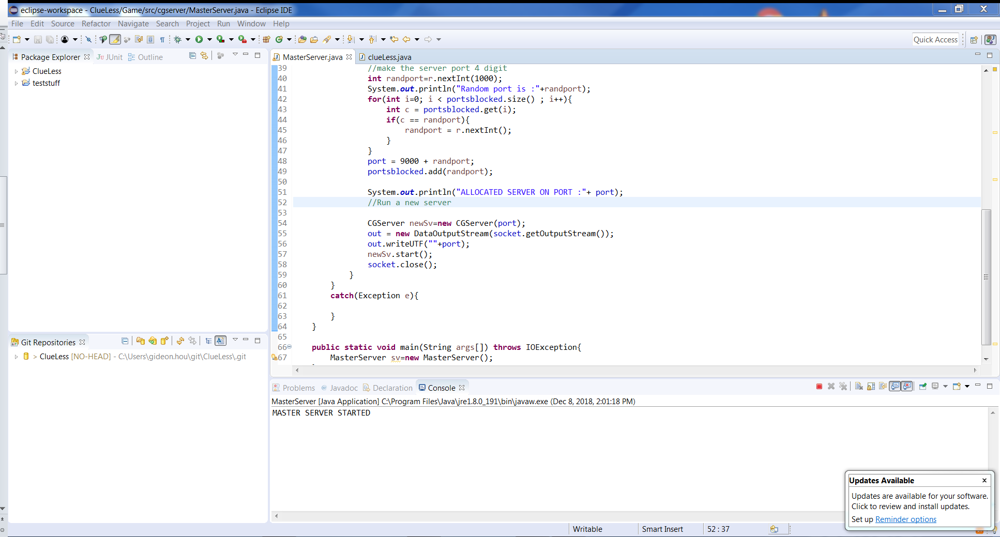 eclipse-workspace - ClueLess/Game/src/cgserver/MasterServer.java - Eclipse IDE
File Edit Source Refactor Navigate Search Project Run Window Help
Quick Access
Package Explorer JUnit Outline
ClueLess
teststuff
Git Repositories
> ClueLess [NO-HEAD] - C:\Users\gideon.hou\git\ClueLess\.git
MasterServer.java clueLess.java
39 //make the server port 4 digit
40 int randport=r.nextInt(1000);
41 System.out.println("Random port is :"+randport);
42 for(int i=0; i < portsblocked.size() ; i++){
43 int c = portsblocked.get(i);
44 if(c == randport){
45 randport = r.nextInt();
46 }
47 }
48 port = 9000 + randport;
49 portsblocked.add(randport);
50
51 System.out.println("ALLOCATED SERVER ON PORT :"+ port);
52 //Run a new server
53
54 CGServer newSv=new CGServer(port);
55 out = new DataOutputStream(socket.getOutputStream());
56 out.writeUTF(""+port);
57 newSv.start();
58 socket.close();
59 }
60 }
61 catch(Exception e){
62
63 }
64 }
65
66 public static void main(String args[]) throws IOException{
67 MasterServer sv=new MasterServer();
Problems @ Javadoc Declaration Console
MasterServer [Java Application] C:\Program Files\Java\jre1.8.0_191\bin\javaw.exe (Dec 8, 2018, 2:01:18 PM)
MASTER SERVER STARTED
Updates Available x
Updates are available for your software.
Click to review and install updates.
Set up Reminder options
Writable Smart Insert 52 : 37